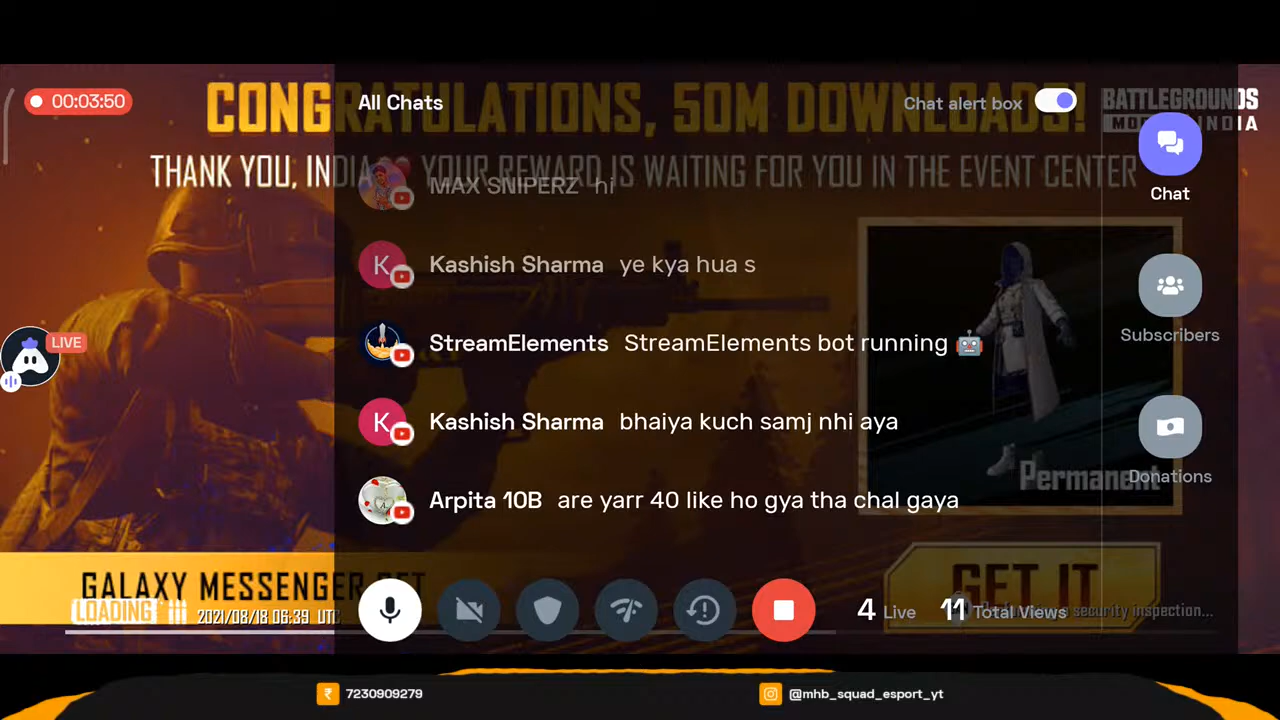 00:03:50
CONGRATULATIONS, 50M DOWNLOADS!
THANK YOU, INDIA YOUR REWARD IS WAITING FOR YOU IN THE EVENT CENTER
BATTLEGROUNDS
MOBILE INDIA
All Chats
Chat alert box
MAX SNIPERZ hi
Kashish Sharma ye kya hua s
StreamElements StreamElements bot running 🤖
Kashish Sharma bhaiya kuch samj nhi aya
Arpita 10B are yarr 40 like ho gya tha chal gaya
Chat
Subscribers
Donations
LIVE
Permanent
GALAXY MESSENGER SET
GET IT
LOADING
2021/08/18 06:39 UTC
4 Live 11 Total Views
a security inspection...
₹ 7230909279
@mhb_squad_esport_yt